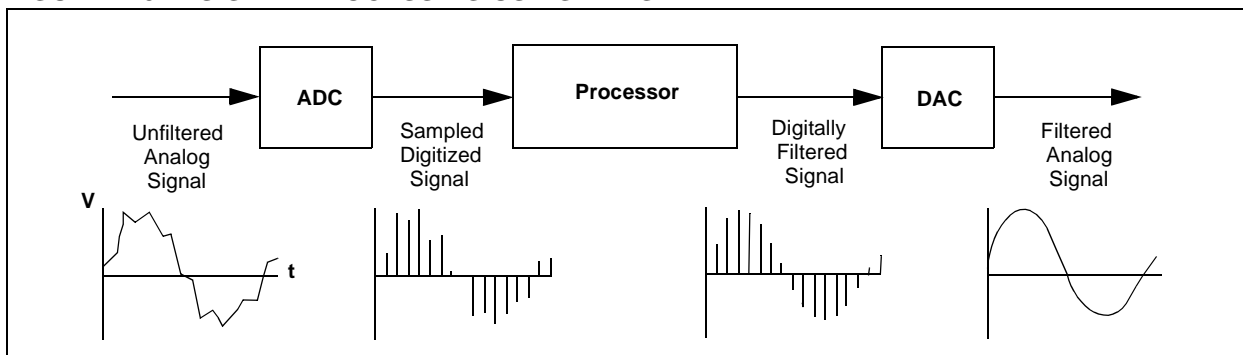 ADC
Processor
DAC
Unfiltered
Analog
Signal
Sampled
Digitized
Signal
Digitally
Filtered
Signal
Filtered
Analog
Signal
V
t